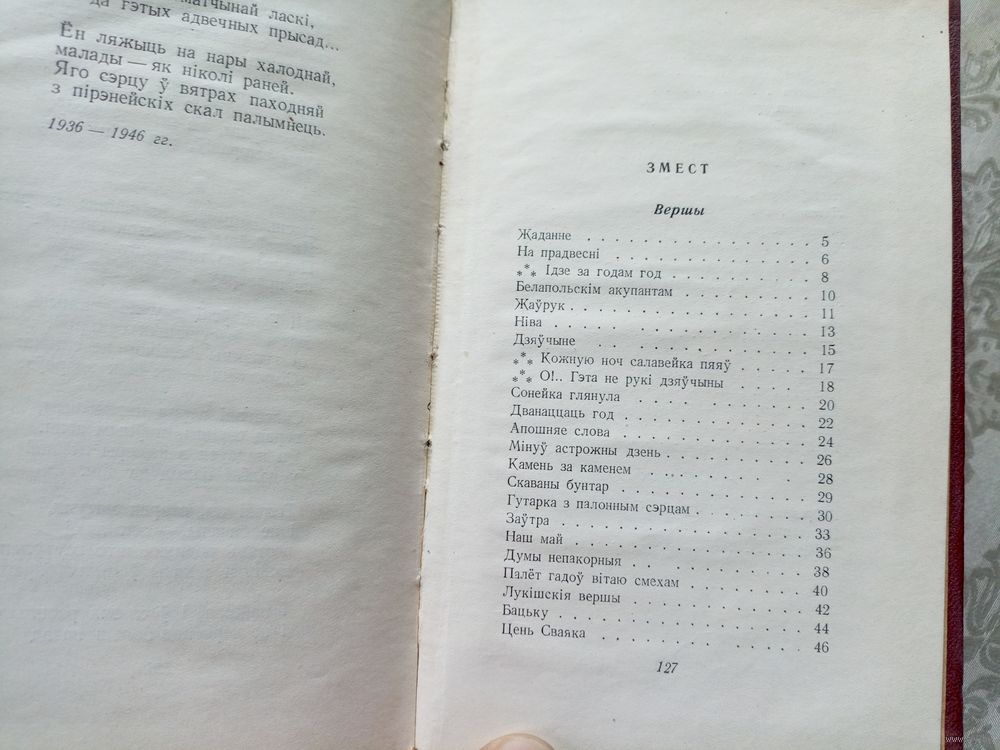 матчынай ласкі,
да гэтых адвечных прысад...
Ён ляжыць на нары халоднай,
малады — як ніколі раней.
Яго сэрцу ў вятрах паходняй
з пірэнейскіх скал палымнець.
1936 — 1946 гг.
ЗМЕСТ
Вершы
Жаданне . . . . . . . . . . . . . . . 5
На прадвесні . . . . . . . . . . . . . 6
*** Ідзе за годам год . . . . . . . . . . 8
Белапольскім акупантам . . . . . . . . . 10
Жаўрук . . . . . . . . . . . . . . . 11
Ніва . . . . . . . . . . . . . . . . 13
Дзяўчыне . . . . . . . . . . . . . . 15
*** Кожную ноч салавейка пяяў . . . . . . 17
*** О!.. Гэта не рукі дзяўчыны . . . . 18
Сонейка глянула . . . . . . . . . . . 20
Дванаццаць год . . . . . . . . . . . . 22
Апошняе слова . . . . . . . . . . . . 24
Мінуў астрожны дзень . . . . . . . . . 26
Камень за каменем . . . . . . . . . . 28
Скаваны бунтар . . . . . . . . . . . . 29
Гутарка з палонным сэрцам . . . . . . . 30
Заўтра . . . . . . . . . . . . . . . 33
Наш май . . . . . . . . . . . . . . . 36
Думы непакорныя . . . . . . . . . . . 38
Палёт гадоў вітаю смехам . . . . . . . . 40
Лукішскія вершы . . . . . . . . . . . 42
Бацьку . . . . . . . . . . . . . . . 44
Цень Сваяка . . . . . . . . . . . . . 46
127